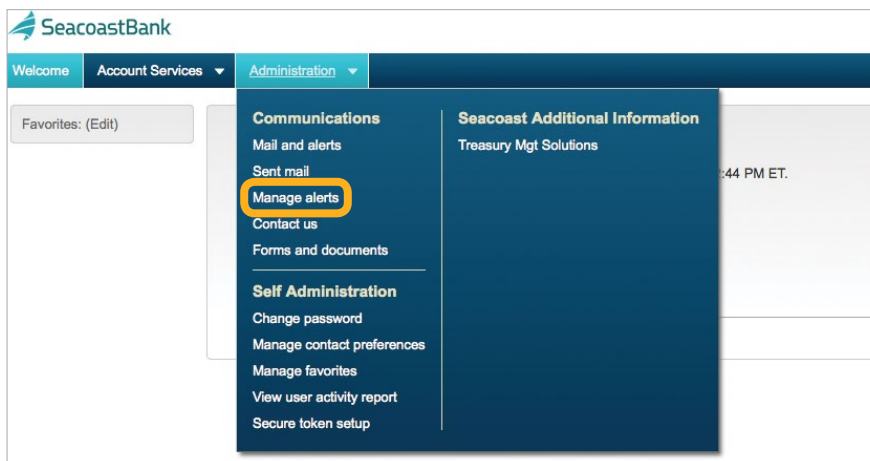 SeacoastBank
Welcome
Account Services
Administration
Favorites: (Edit)
Communications
Mail and alerts
Sent mail
Manage alerts
Contact us
Forms and documents
Self Administration
Change password
Manage contact preferences
Manage favorites
View user activity report
Secure token setup
Seacoast Additional Information
Treasury Mgt Solutions
:44 PM ET.